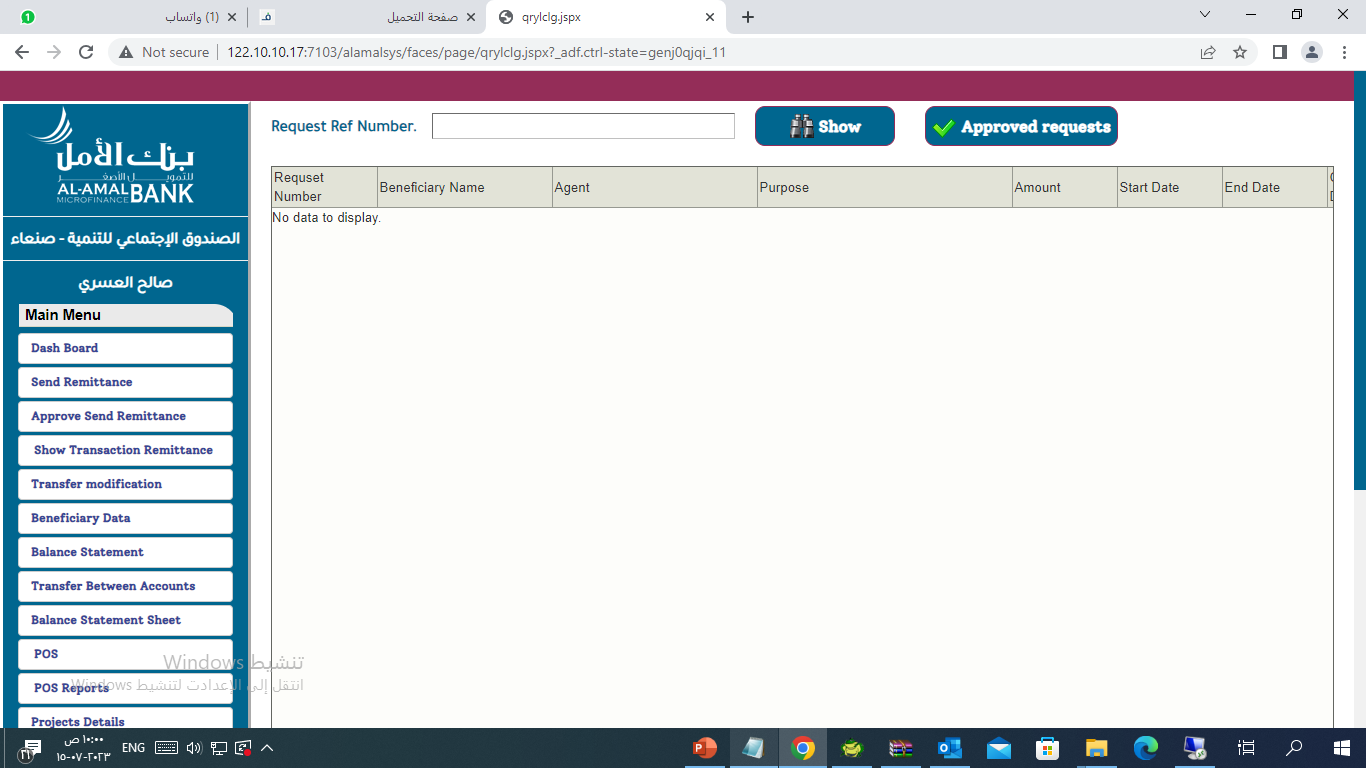 (1) واتساب
صفحة التحميل
qrylclg.jspx
Not secure
122.10.10.17:7103/alamalsys/faces/page/qrylclg.jspx?_adf.ctrl-state=genj0qjqi_11
بنك الأمل
للتمويل الأصغر
AL-AMAL BANK
MICROFINANCE
الصندوق الإجتماعي للتنمية - صنعاء
صالح العسري
Main Menu
Dash Board
Send Remittance
Approve Send Remittance
Show Transaction Remittance
Transfer modification
Beneficiary Data
Balance Statement
Transfer Between Accounts
Balance Statement Sheet
POS
POS Reports
Projects Details
Request Ref Number.
Show
Approved requests
Requset Number
Beneficiary Name
Agent
Purpose
Amount
Start Date
End Date
No data to display.
تنشيط Windows
انتقل إلى الإعدادت لتنشيط Windows
١٠:٠٠ ص
١٥-٠٧-٢٠٢٣
ENG